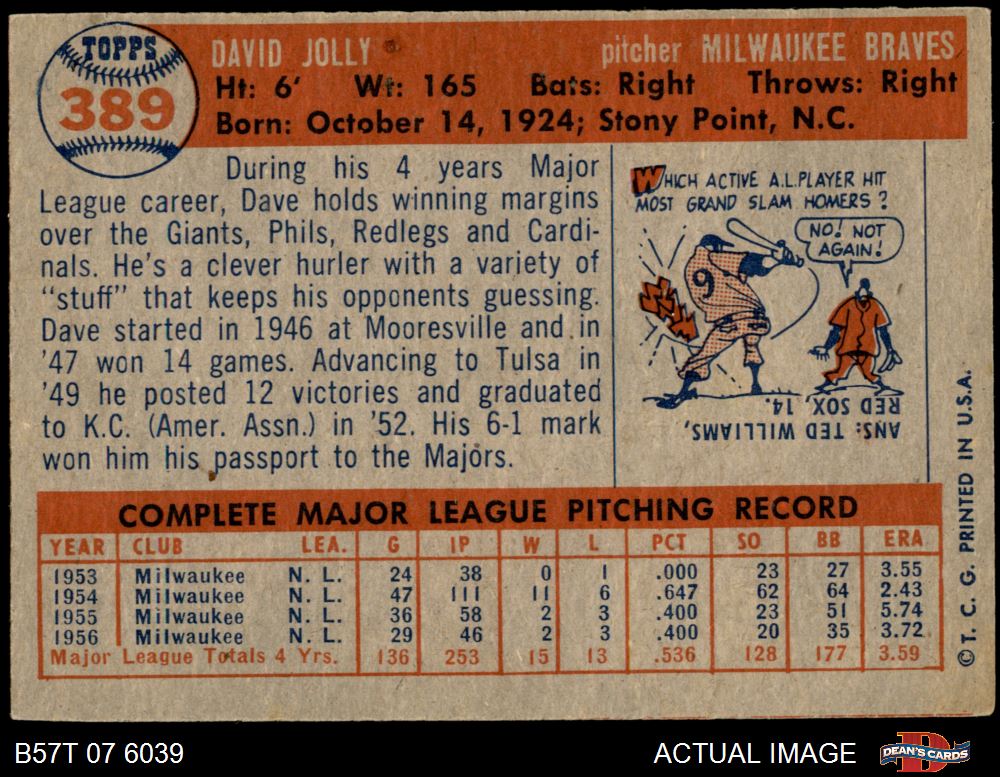 TOPPS
389
DAVID JOLLY pitcher MILWAUKEE BRAVES
Ht: 6' Wt: 165 Bats: Right Throws: Right
Born: October 14, 1924; Stony Point, N.C.
During his 4 years Major
League career, Dave holds winning margins
over the Giants, Phils, Redlegs and Cardi-
nals. He's a clever hurler with a variety of
"stuff" that keeps his opponents guessing.
Dave started in 1946 at Mooresville and in
'47 won 14 games. Advancing to Tulsa in
'49 he posted 12 victories and graduated
to K.C. (Amer. Assn.) in '52. His 6-1 mark
won him his passport to the Majors.
WHICH ACTIVE A.L. PLAYER HIT
MOST GRAND SLAM HOMERS?
NO! NOT
AGAIN!
9
ANS: TED WILLIAMS,
RED SOX. 14.
COMPLETE MAJOR LEAGUE PITCHING RECORD
YEAR CLUB LEA. G IP W L PCT SO BB ERA
1953 Milwaukee N. L. 24 38 0 1 .000 23 27 3.55
1954 Milwaukee N. L. 47 111 11 6 .647 62 64 2.43
1955 Milwaukee N. L. 36 58 2 3 .400 23 51 5.74
1956 Milwaukee N. L. 29 46 2 3 .400 20 35 3.72
Major League Totals 4 Yrs. 136 253 15 13 .536 128 177 3.59
© T. C. G. PRINTED IN U.S.A.
B57T 07 6039 ACTUAL IMAGE
DEAN'S CARDS